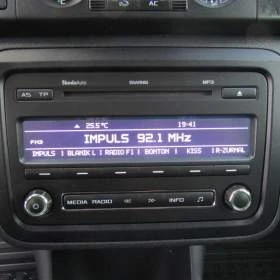 AC
AS TP ŠkodaAuto SWING MP3
25.5°C 19:41
FM3 IMPULS 92.1 MHz
IMPULS | BLANIK L | RADIO F1 | BONTON | KISS | R-ZURNAL
MEDIA RADIO INFO